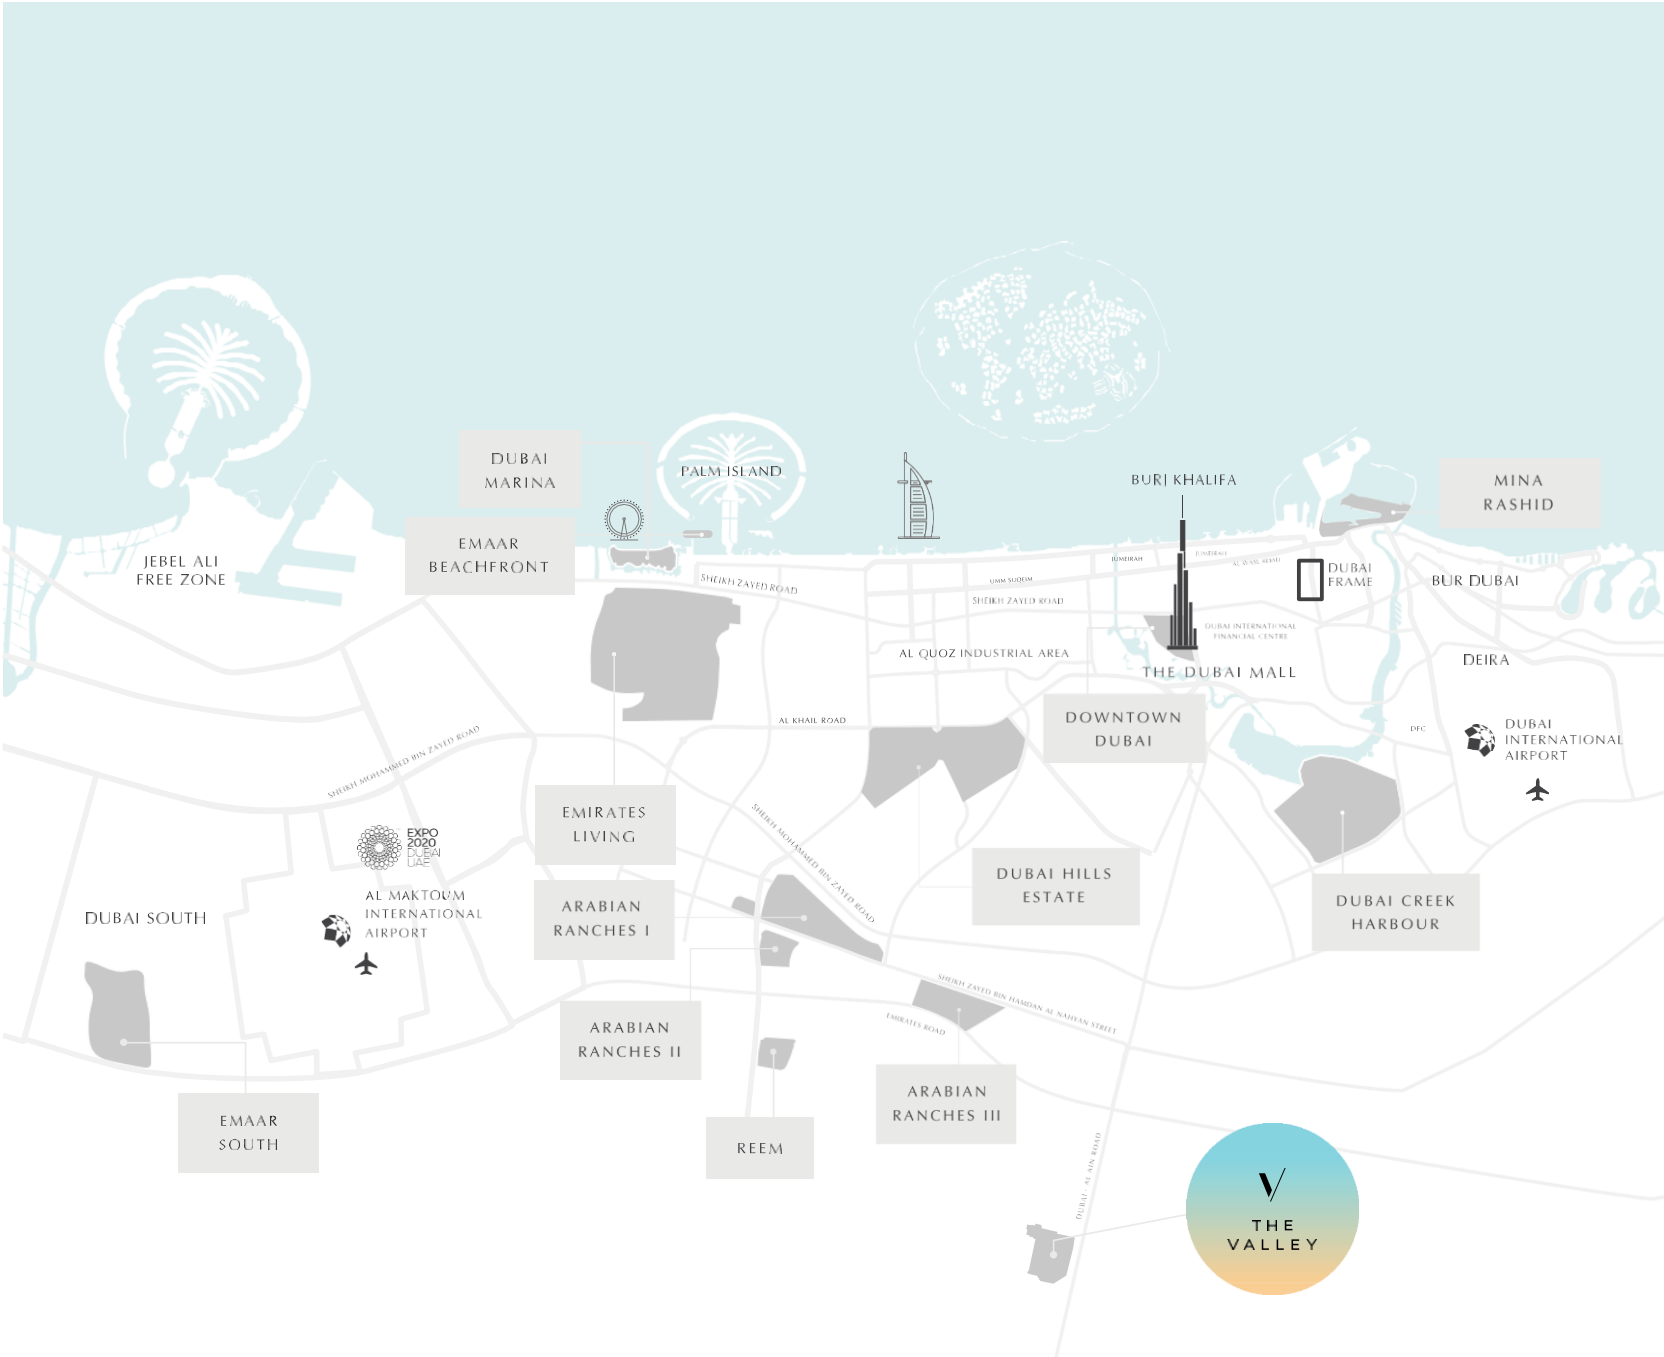 DUBAI
MARINA
PALM ISLAND
BURJ KHALIFA
MINA
RASHID
EMAAR
BEACHFRONT
JEBEL ALI
FREE ZONE
SHEIKH ZAYED ROAD
UMM SUQEIM
SHEIKH ZAYED ROAD
JUMEIRAH
JUMEIRAH
AL WASL ROAD
DUBAI
FRAME
BUR DUBAI
DUBAI INTERNATIONAL
FINANCIAL CENTRE
AL QUOZ INDUSTRIAL AREA
THE DUBAI MALL
DEIRA
AL KHAIL ROAD
DOWNTOWN
DUBAI
DFC
DUBAI
INTERNATIONAL
AIRPORT
SHEIKH MOHAMMED BIN ZAYED ROAD
EMIRATES
LIVING
SHEIKH MOHAMMED BIN ZAYED ROAD
EXPO
2020
DUBAI
UAE
DUBAI HILLS
ESTATE
DUBAI CREEK
HARBOUR
DUBAI SOUTH
AL MAKTOUM
INTERNATIONAL
AIRPORT
ARABIAN
RANCHES I
SHEIKH ZAYED BIN HAMDAN AL NAHYAN STREET
EMIRATES ROAD
ARABIAN
RANCHES II
ARABIAN
RANCHES III
EMAAR
SOUTH
REEM
DUBAI - AL AIN ROAD
V
THE
VALLEY